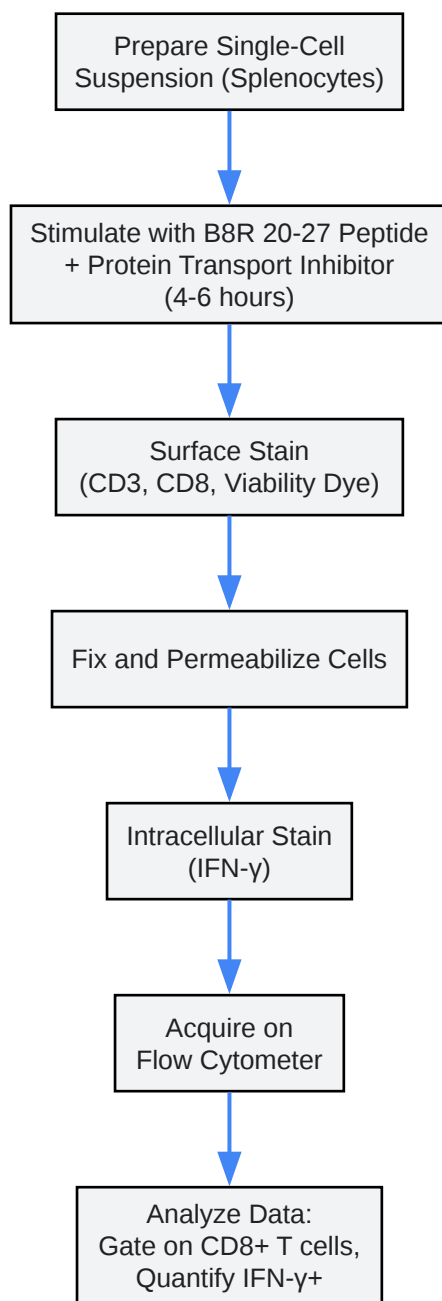 Prepare Single-Cell
Suspension (Splenocytes)
Stimulate with B8R 20-27 Peptide
+ Protein Transport Inhibitor
(4-6 hours)
Surface Stain
(CD3, CD8, Viability Dye)
Fix and Permeabilize Cells
Intracellular Stain
(IFN-γ)
Acquire on
Flow Cytometer
Analyze Data:
Gate on CD8+ T cells,
Quantify IFN-γ+